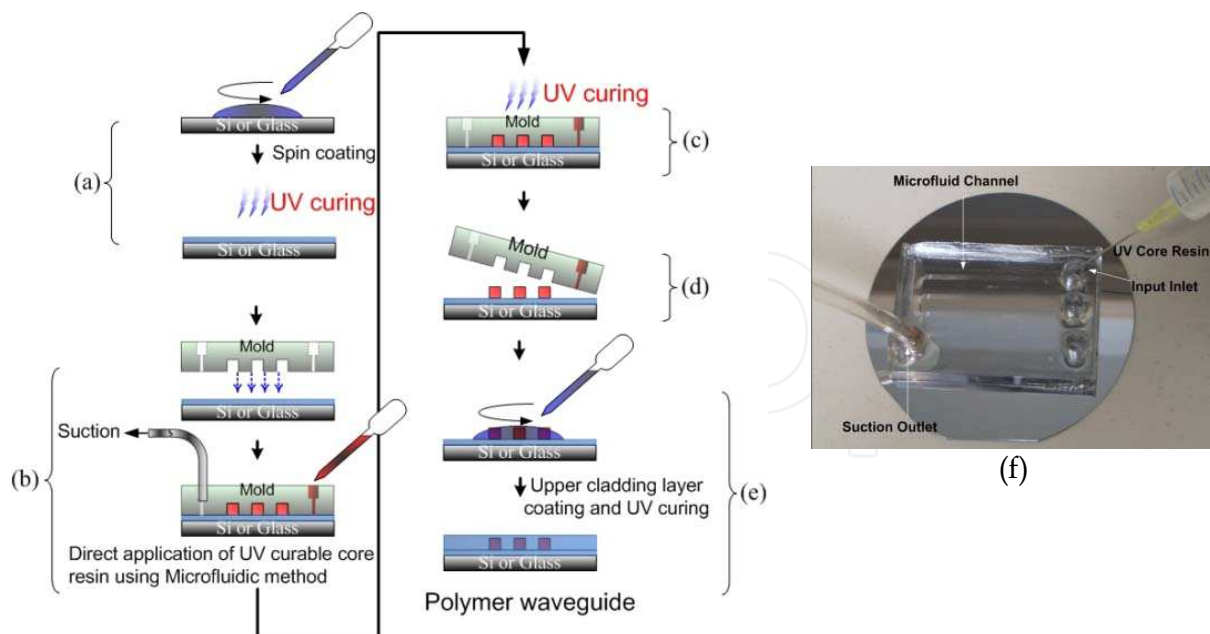 Si or Glass
Spin coating
(a)
UV curing
Si or Glass
Mold
Si or Glass
Suction
(b)
Mold
Si or Glass
Direct application of UV curable core
resin using Microfluidic method
UV curing
Mold
(c)
Si or Glass
Mold
(d)
Si or Glass
Si or Glass
Upper cladding layer
coating and UV curing
(e)
Si or Glass
Polymer waveguide
Microfluid Channel
UV Core Resin
Input Inlet
Suction Outlet
(f)